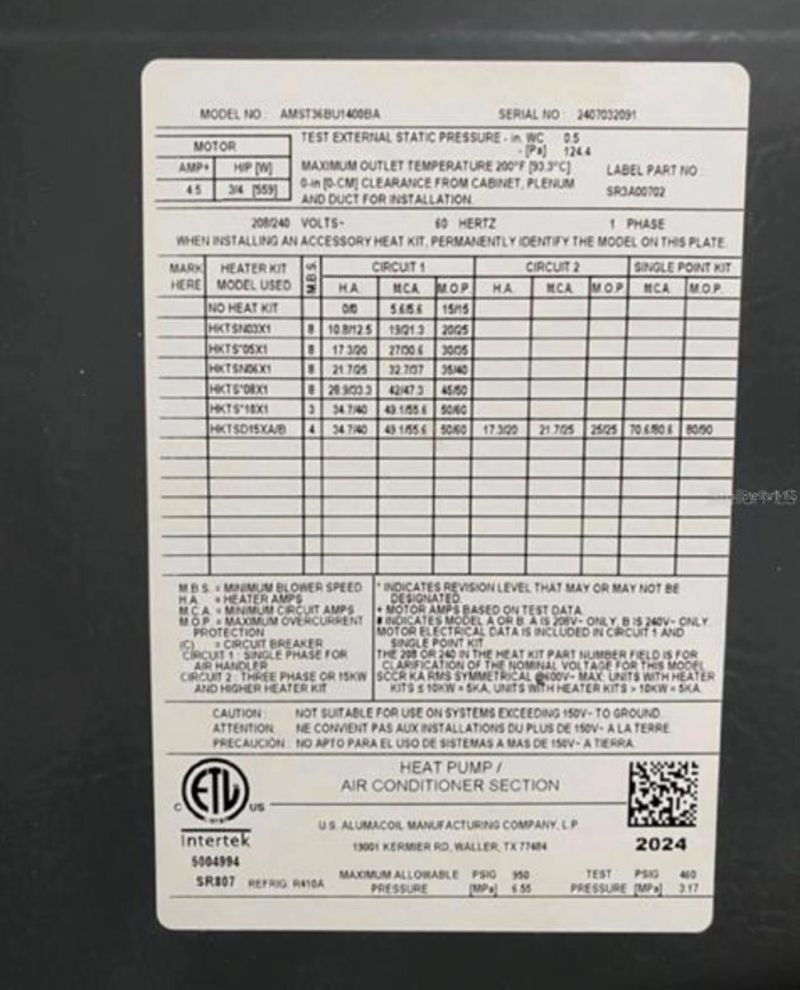 MODEL NO : AMST36BU1400BA SERIAL NO : 2407032091
MOTOR
AMP+ H/P [W]
4.5 3/4 [559]
TEST EXTERNAL STATIC PRESSURE - in. WC 0.5
- [Pa] 124.4
MAXIMUM OUTLET TEMPERATURE 200°F [93.3°C]
0-in [0-CM] CLEARANCE FROM CABINET, PLENUM
AND DUCT FOR INSTALLATION.
LABEL PART NO :
SR3A00702
208/240 VOLTS~ 60 HERTZ 1 PHASE
WHEN INSTALLING AN ACCESSORY HEAT KIT, PERMANENTLY IDENTIFY THE MODEL ON THIS PLATE.
MARK HEATER KIT M.B.S. CIRCUIT 1 CIRCUIT 2 SINGLE POINT KIT
HERE MODEL USED H.A. M.C.A. M.O.P. H.A. M.C.A. M.O.P M.C.A. M.O.P.
NO HEAT KIT 0/0 5.6/5.6 15/15
HKTSN03X1 8 10.8/12.5 19/21.3 20/25
HKTS*05X1 8 17.3/20 27/30.6 30/35
HKTSN06X1 8 21.7/25 32.7/37 35/40
HKTS*08X1 8 28.9/33.3 42/47.3 45/50
HKTS*10X1 3 34.7/40 49.1/55.6 50/60
HKTSD15XA/B 4 34.7/40 49.1/55.6 50/60 17.3/20 21.7/25 25/25 70.6/80.6 80/90
M.B.S. = MINIMUM BLOWER SPEED
H.A. = HEATER AMPS
M.C.A. = MINIMUM CIRCUIT AMPS
M.O.P. = MAXIMUM OVERCURRENT
PROTECTION
(C) = CIRCUIT BREAKER
CIRCUIT 1 : SINGLE PHASE FOR
AIR HANDLER
CIRCUIT 2 : THREE PHASE OR 15KW
AND HIGHER HEATER KIT
* INDICATES REVISION LEVEL THAT MAY OR MAY NOT BE
DESIGNATED.
+ MOTOR AMPS BASED ON TEST DATA.
# INDICATES MODEL A OR B. A IS 208V~ ONLY, B IS 240V~ ONLY
MOTOR ELECTRICAL DATA IS INCLUDED IN CIRCUIT 1 AND
SINGLE POINT KIT
THE 208 OR 240 IN THE HEAT KIT PART NUMBER FIELD IS FOR
CLARIFICATION OF THE NOMINAL VOLTAGE FOR THIS MODEL
SCCR KA RMS SYMMETRICAL @600V~ MAX: UNITS WITH HEATER
KITS ≤ 10KW = 5KA, UNITS WITH HEATER KITS > 10KW = 5KA.
CAUTION : NOT SUITABLE FOR USE ON SYSTEMS EXCEEDING 150V~ TO GROUND.
ATTENTION: NE CONVIENT PAS AUX INSTALLATIONS DU PLUS DE 150V~ A LA TERRE.
PRECAUCIÓN : NO APTO PARA EL USO DE SISTEMAS A MAS DE 150V~ A TIERRA.
HEAT PUMP /
AIR CONDITIONER SECTION
ETL
C US
Intertek
5004994
SR807
U.S. ALUMACOIL MANUFACTURING COMPANY, L.P.
19001 KERMIER RD, WALLER, TX 77484
2024
REFRIG: R410A
MAXIMUM ALLOWABLE PSIG 950 TEST PSIG 460
PRESSURE [MPa] 6.55 PRESSURE [MPa] 3.17
StellarMLS